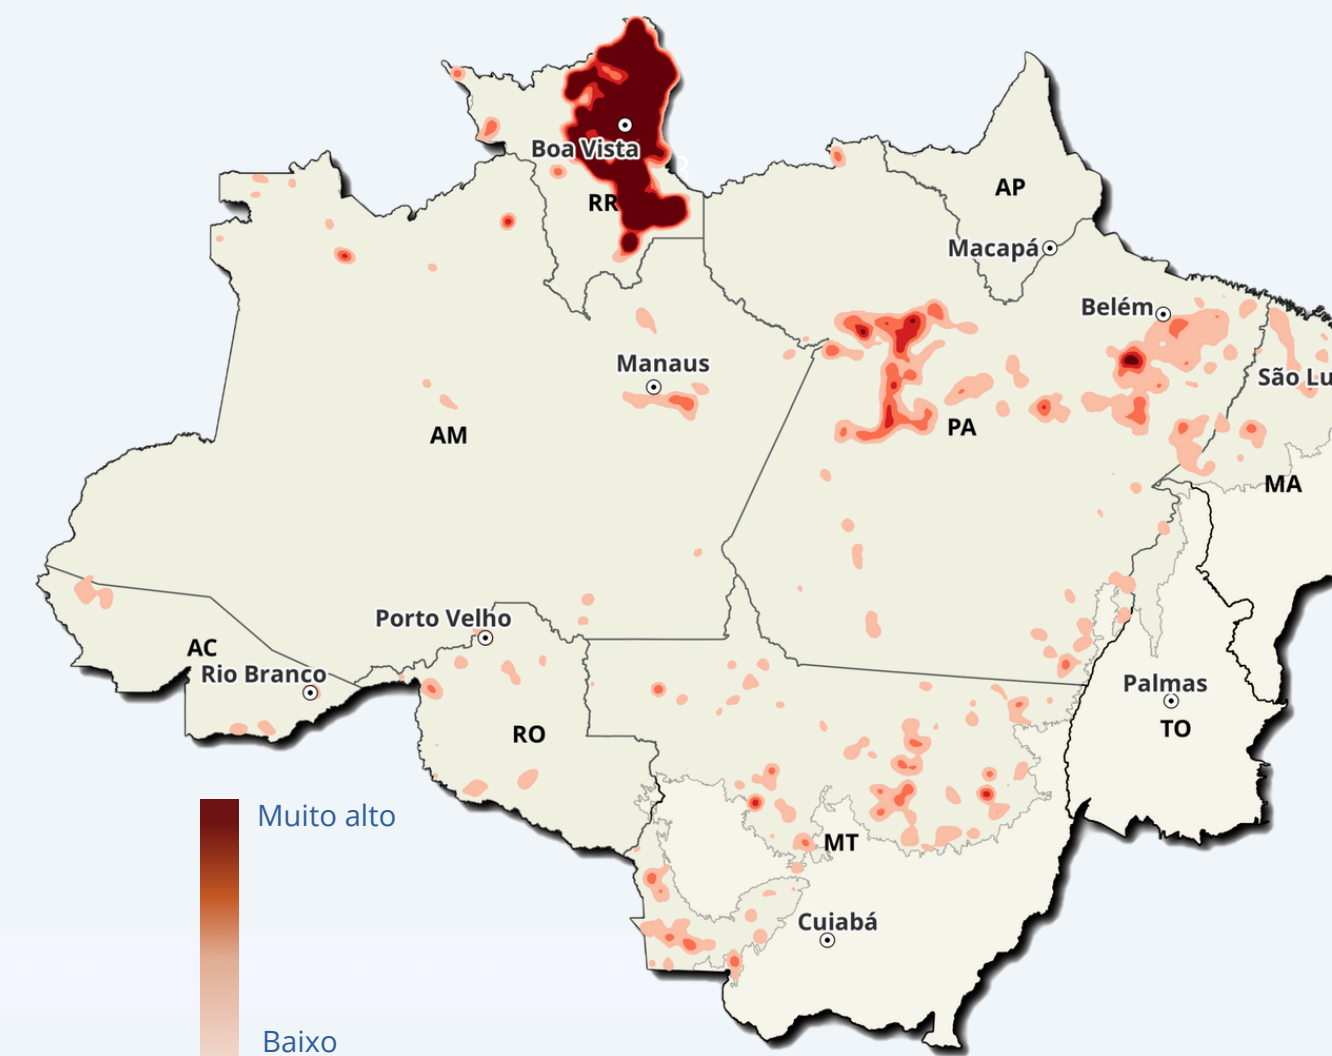 Boa Vista
RR
AP
Macapá
Belém
Manaus
São Lu
AM
PA
MA
Porto Velho
AC
Rio Branco
Palmas
TO
RO
Muito alto
MT
Cuiabá
Baixo